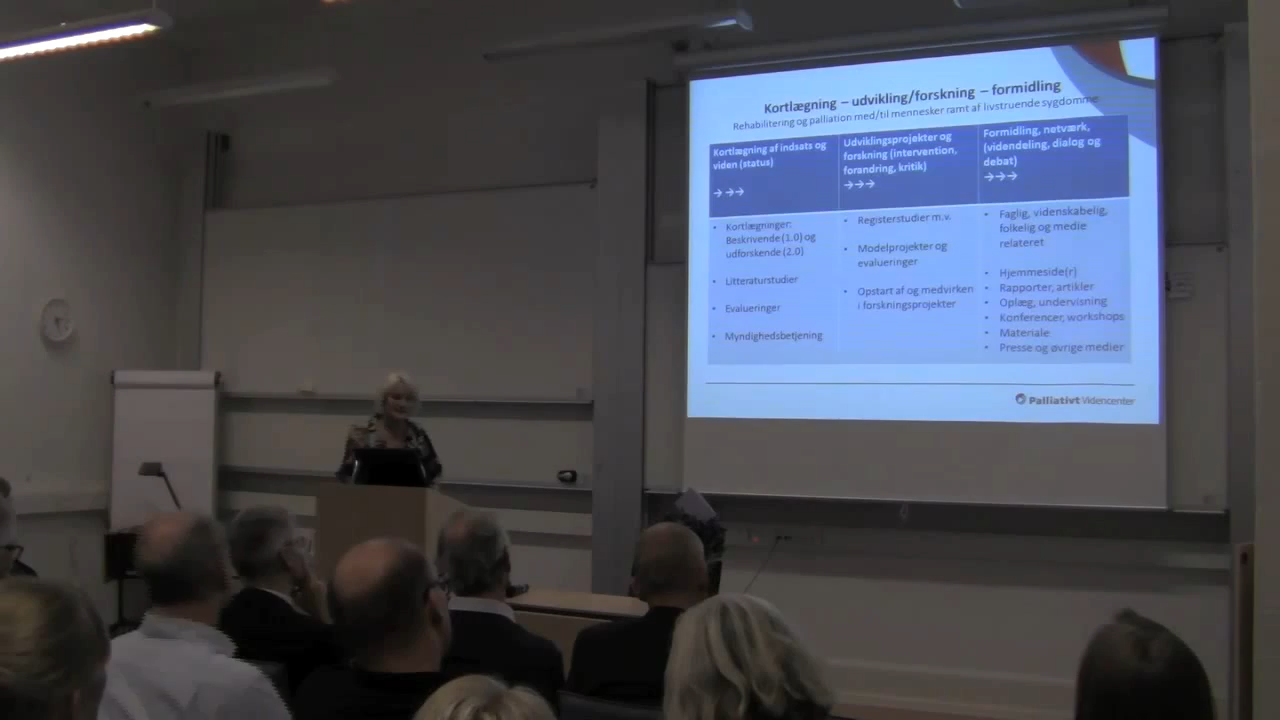 Kortlægning – udvikling/forskning – formidling
Rehabilitering og palliation med/til mennesker ramt af livstruende sygdomme
Kortlægning af indsats og
viden (status)
→ →→
Udviklingsprojekter og
forskning (intervention,
forandring, kritik)
→→→
Formidling, netværk,
(videndeling, dialog og
debat)
→→→
• Kortlægninger:
Beskrivende (1.0) og
udforskende (2.0)
• Litteraturstudier
• Evalueringer
• Myndighedsbetjening
• Registerstudier m.v.
• Modelprojekter og
evalueringer
• Opstart af og medvirken
i forskningsprojekter
• Faglig, videnskabelig,
folkelig og medie
relateret
• Hjemmeside(r)
• Rapporter, artikler
• Oplæg, undervisning
• Konferencer, workshops
• Materiale
• Presse og øvrige medier
Palliativt Videncenter